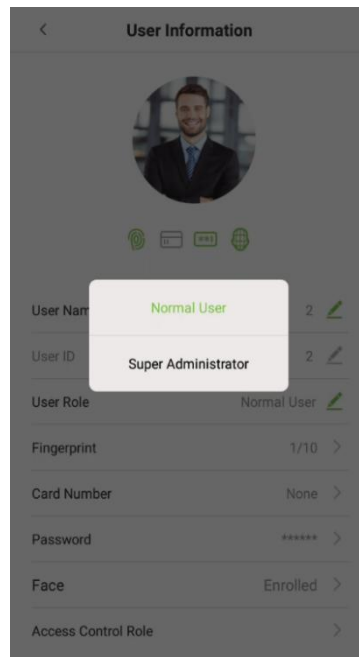 User Information
Normal User
User Nam 2
User ID 2
Super Administrator
User Role Normal User
Fingerprint 1/10
Card Number None
Password ******
Face Enrolled
Access Control Role